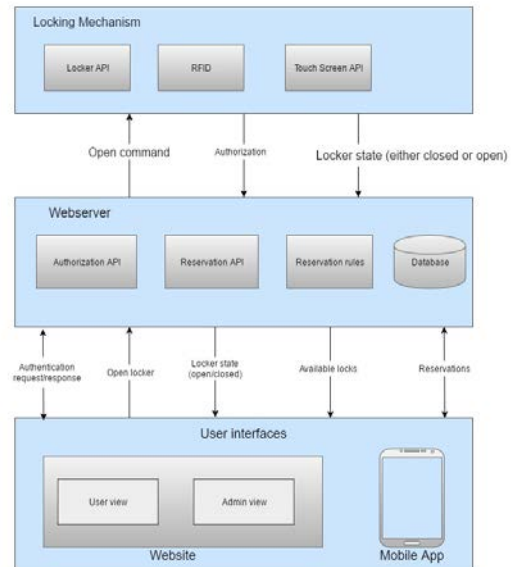 Locking Mechanism
Locker API
RFID
Touch Screen API
Open command
Authorization
Locker state (either closed or open)
Webserver
Authorization API
Reservation API
Reservation rules
Database
Authentication
request/response
Open locker
Locker state
(open/closed)
Available locks
Reservations
User interfaces
User view
Admin view
Website
Mobile App